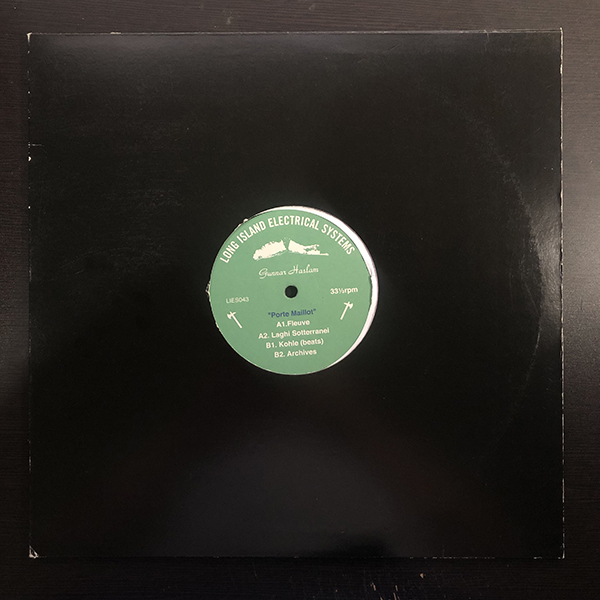 LONG ISLAND ELECTRICAL SYSTEMS
Gunnar Haslam
LIES043
33⅓rpm
"Porte Maillot"
A1.Fleuve
A2. Laghi Sotterranei
B1. Kohle (beats)
B2. Archives